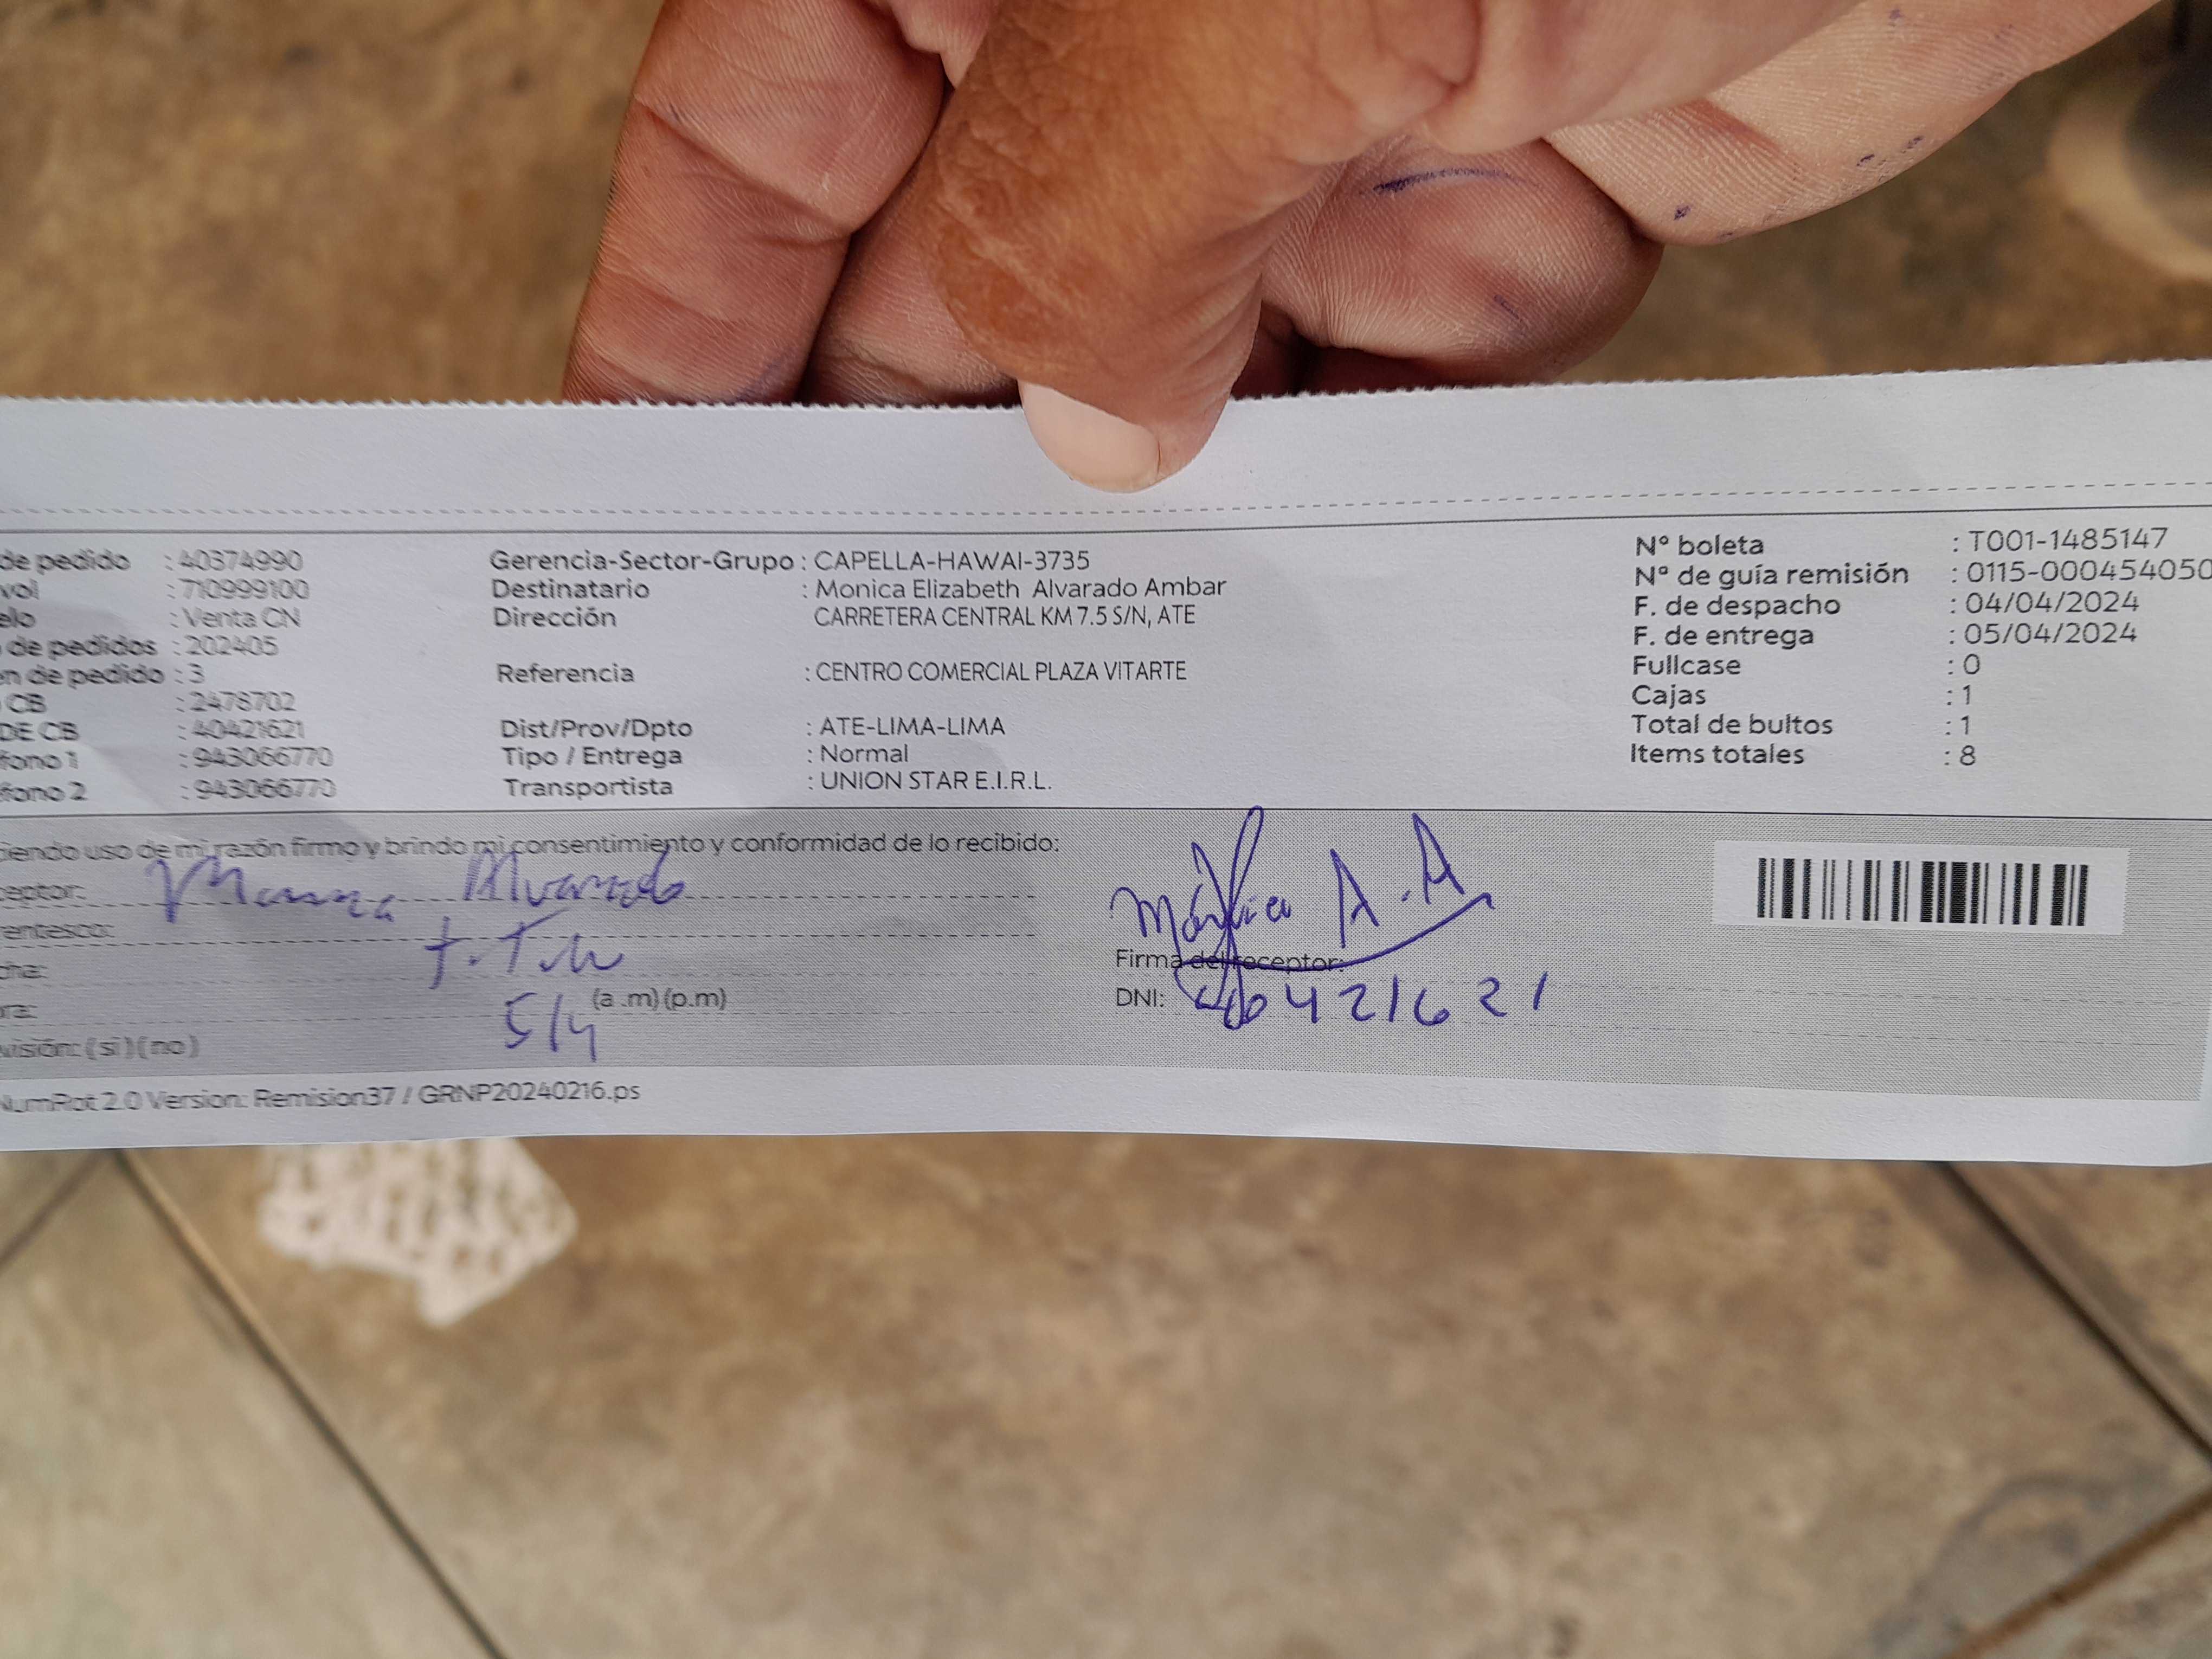 de pedido : 40374990
vol : 710999100
elo : Venta CN
de pedidos : 202405
en de pedido : 3
CB : 2478702
DE CB : 40421621
fono 1 : 943066770
fono 2 : 943066770
Gerencia-Sector-Grupo : CAPELLA-HAWAI-3735
Destinatario : Monica Elizabeth Alvarado Ambar
Dirección CARRETERA CENTRAL KM 7.5 S/N, ATE
Referencia : CENTRO COMERCIAL PLAZA VITARTE
Dist/Prov/Dpto : ATE-LIMA-LIMA
Tipo / Entrega : Normal
Transportista : UNION STAR E.I.R.L.
Nº boleta : T001-1485147
Nº de guía remisión : 0115-000454050
F. de despacho : 04/04/2024
F. de entrega : 05/04/2024
Fullcase : 0
Cajas : 1
Total de bultos : 1
Items totales : 8
iendo uso de mi razón firmo y brindo mi consentimiento y conformidad de lo recibido:
ceptor: Alvarado
entesco:
cha:
ra: 5/4 (a .m) (p.m)
visión: (si) (no)
Mónica A.A
Firma del receptor:
DNI: 40421621
NumRot 2.0 Version: Remision37 / GRNP20240216.ps